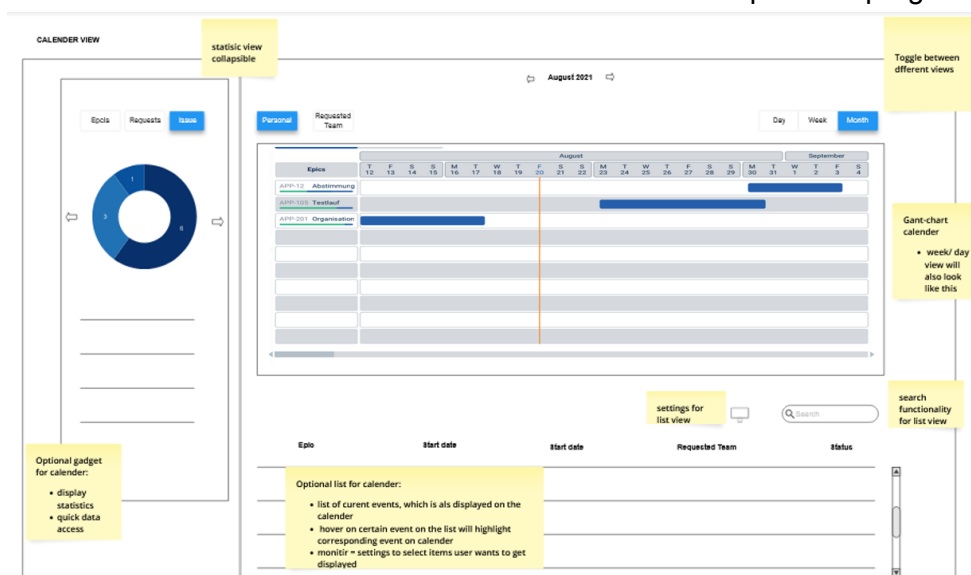 CALENDER VIEW
statisic view
collapsible
Toggle between
dfferent views
August 2021
Epcis
Requests
Issue
Personal
Requested
Team
Day
Week
Month
August
September
Epics
T F S S M T W T F S S M T W T F S S M T W T F S
12 13 14 15 16 17 18 19 20 21 22 23 24 25 26 27 28 29 30 31 1 2 3 4
APP-12 Abstimmung
APP-105 Testlauf
APP-201 Organisation
1
3
6
Gant-chart
calender
• week/ day
view will
also look
like this
settings for
list view
Search
search
functionality
for list view
Epic
Start date
Start date
Requested Team
Status
Optional gadget
for calender:
• display
statistics
• quick data
access
Optional list for calender:
• list of curent events, which is als displayed on the
calender
• hover on certain event on the list will highlight
corresponding event on calender
• monitir = settings to select items user wants to get
displayed